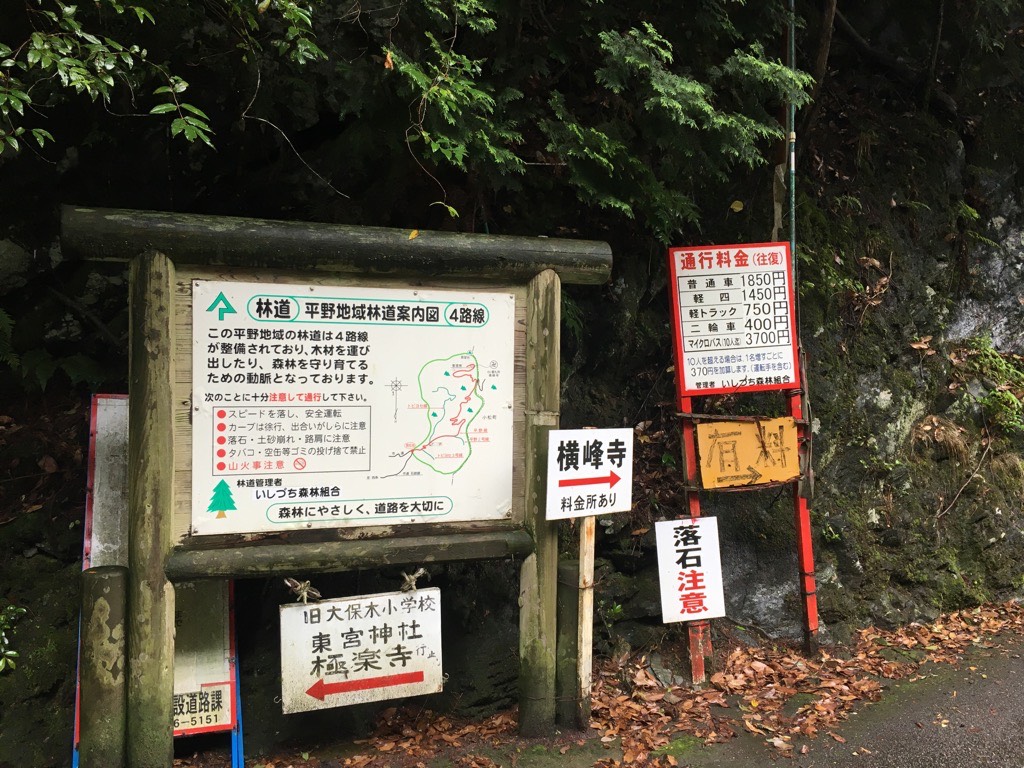 林道 平野地域林道案内図 4路線
この平野地域の林道は4路線
が整備されており、木材を運び
出したり、森林を守り育てる
ための動脈となっております。
次のことに十分注意して通行して下さい。
●スピードを落し、安全運転
●カーブは徐行、出合いがしらに注意
●落石・土砂崩れ・路肩に注意
●タバコ・空缶等ゴミの投げ捨て禁止
●山火事注意
林道管理者
いしづち森林組合
森林にやさしく、道路を大切に
旧大保木小学校
東宮神社
極楽寺 行止
設道路課
6-5151
横峰寺
料金所あり
通行料金(往復)
普通車 1850円
軽四 1450円
軽トラック 750円
二輪車 400円
マイクロバス(10人迄) 3700円
10人を超える場合は、1名増すごとに
370円を加算します。(運転手を含む)
管理者 いしづち森林組合
有料
落石注意